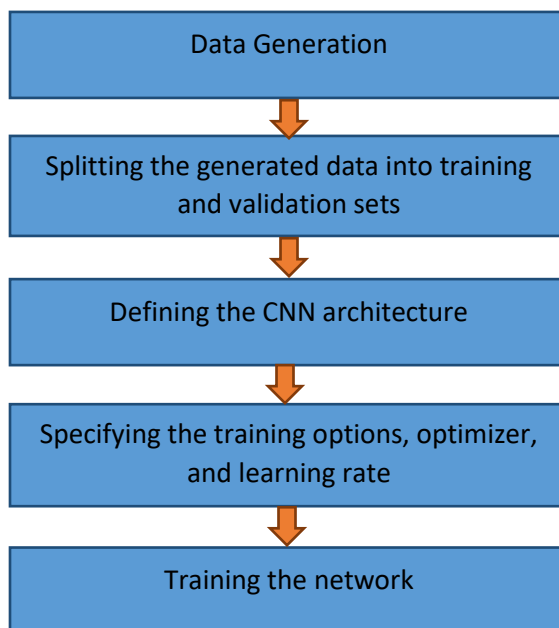 Data Generation
Splitting the generated data into training
and validation sets
Defining the CNN architecture
Specifying the training options, optimizer,
and learning rate
Training the network